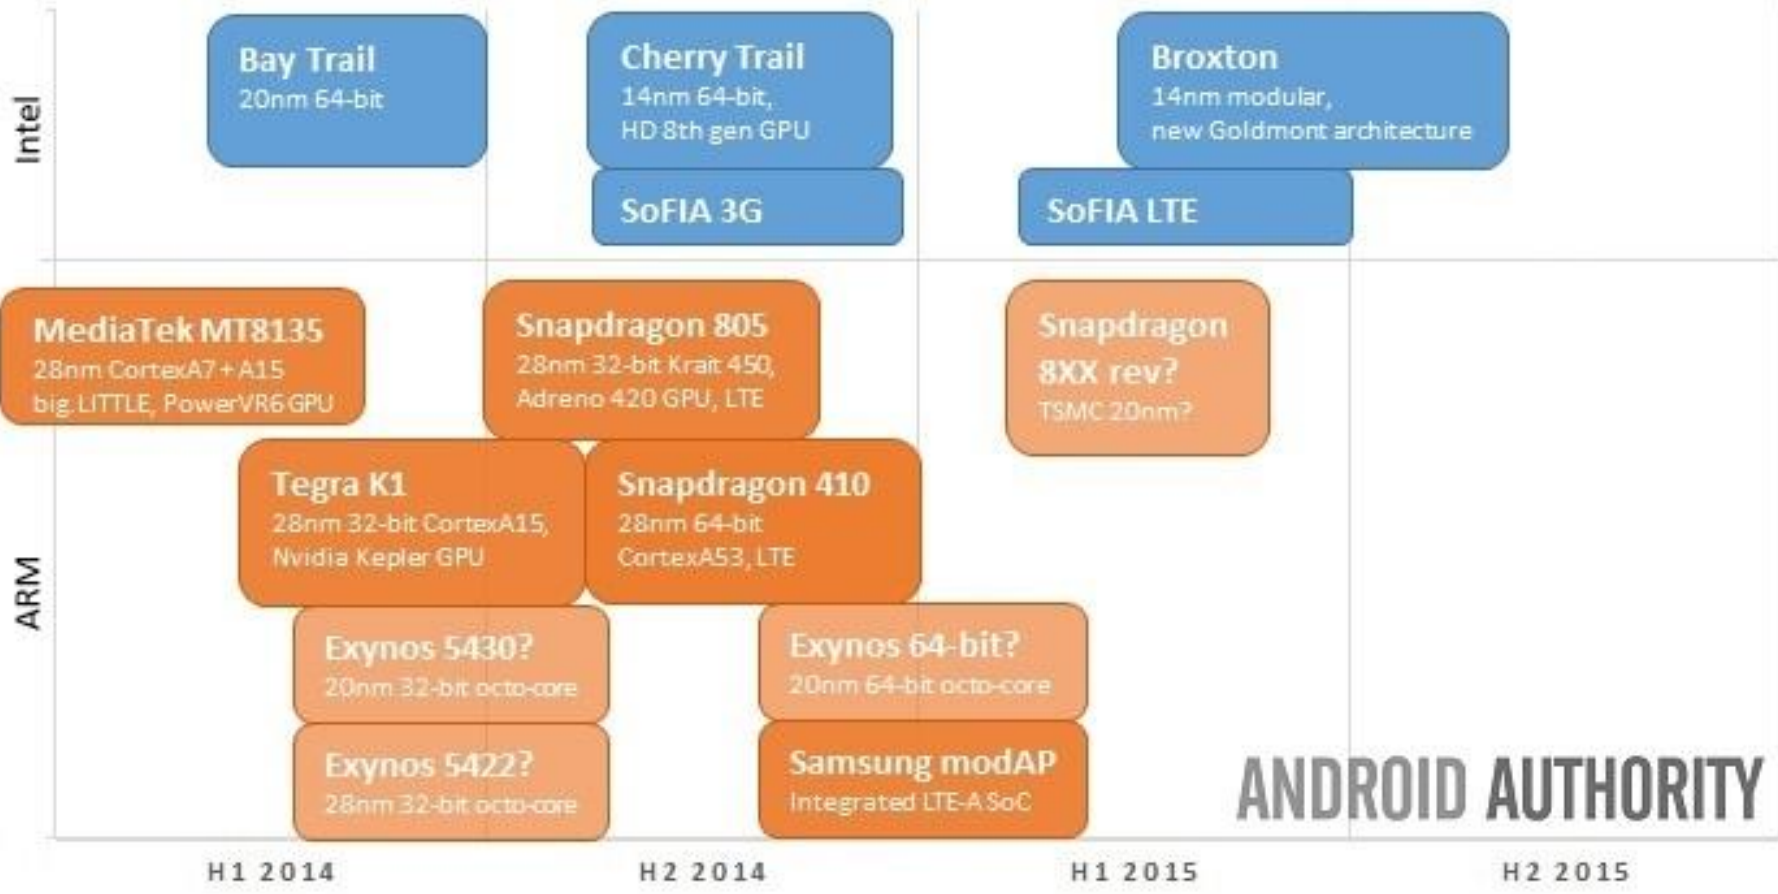 Intel
Bay Trail
20nm 64-bit
Cherry Trail
14nm 64-bit,
HD 8th gen GPU
SoFIA 3G
Broxton
14nm modular,
new Goldmont architecture
SoFIA LTE
ARM
MediaTek MT8135
28nm CortexA7+A15
big.LITTLE, PowerVR6 GPU
Snapdragon 805
28nm 32-bit Krait 450,
Adreno 420 GPU, LTE
Snapdragon
8XX rev?
TSMC 20nm?
Tegra K1
28nm 32-bit CortexA15,
Nvidia Kepler GPU
Snapdragon 410
28nm 64-bit
CortexA53, LTE
Exynos 5430?
20nm 32-bit octo-core
Exynos 64-bit?
20nm 64-bit octo-core
Exynos 5422?
28nm 32-bit octo-core
Samsung modAP
Integrated LTE-A SoC
ANDROID AUTHORITY
H1 2014
H2 2014
H1 2015
H2 2015